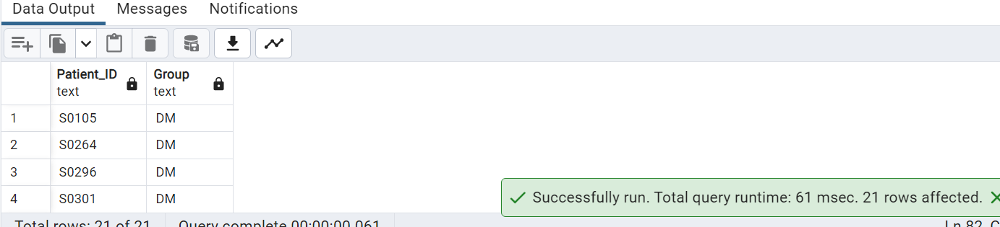 Data Output Messages Notifications
Patient_ID Group
text text
1 S0105 DM
2 S0264 DM
3 S0296 DM
4 S0301 DM
Successfully run. Total query runtime: 61 msec. 21 rows affected.
Total rows: 21 of 21 Query complete 00:00:00.061 Ln 82, C